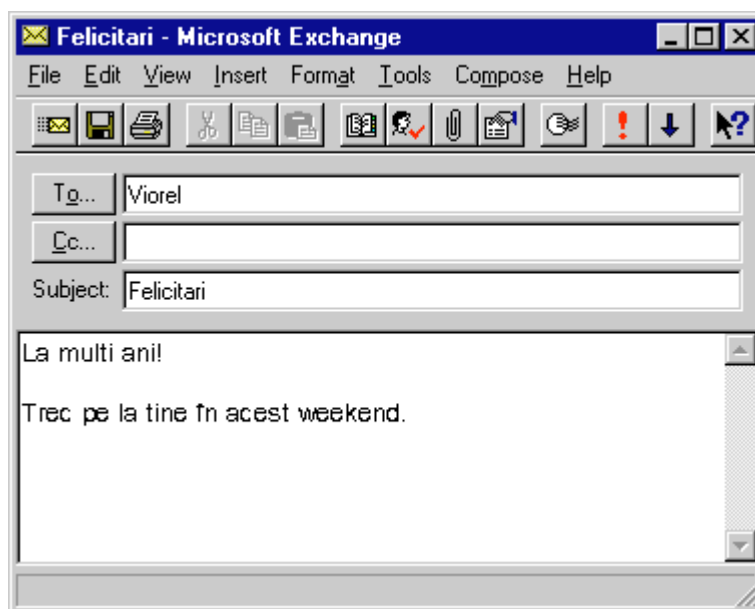 Felicitari - Microsoft Exchange
File Edit View Insert Format Tools Compose Help
To... Viorel
Cc...
Subject: Felicitari
La multi ani!
Trec pe la tine în acest weekend.